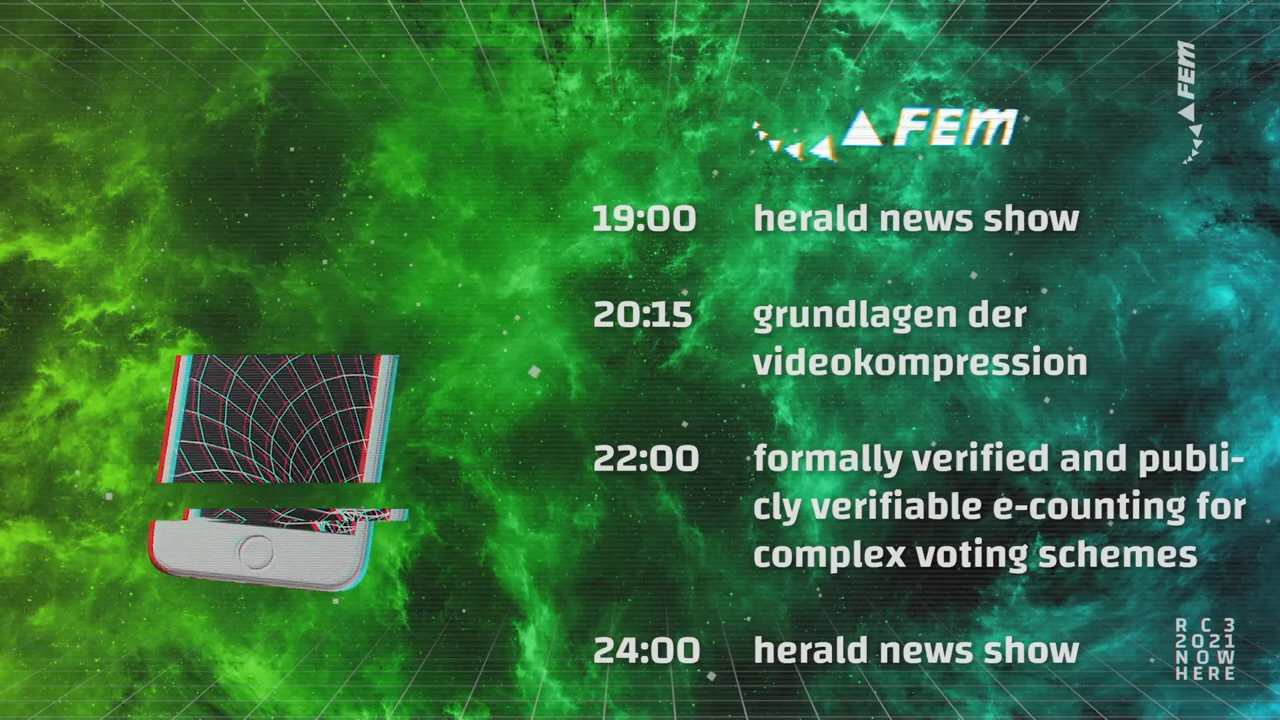 FEM
FEM
19:00 herald news show
20:15 grundlagen der
videokompression
22:00 formally verified and publi-
cly verifiable e-counting for
complex voting schemes
24:00 herald news show
R C 3
2021
NOW
HERE